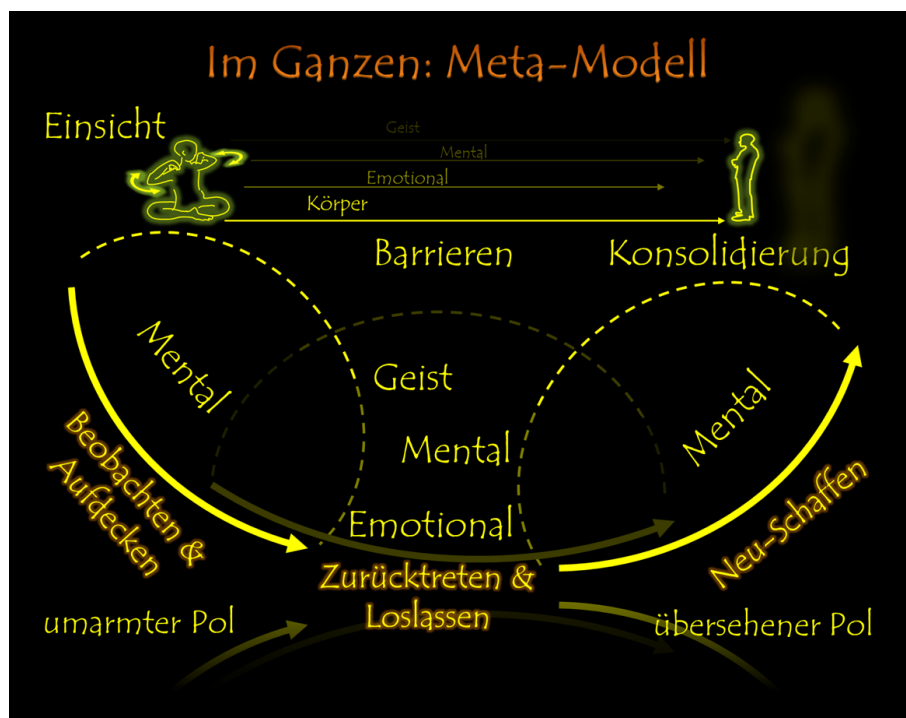 Im Ganzen: Meta-Modell
Einsicht
Geist
Mental
Emotional
Körper
Barrieren
Konsolidierung
Mental
Geist
Mental
Mental
Emotional
Beobachten &
Aufdecken
Zurücktreten &
Loslassen
Neu-Schaffen
umarmter Pol
übersehener Pol